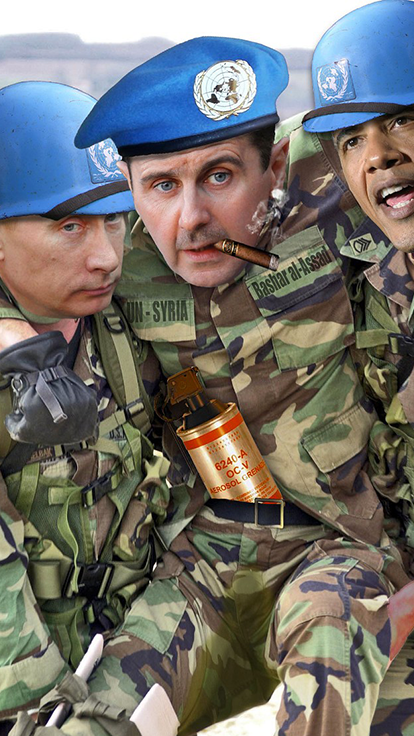 UN - SYRIA
Bashar al-Assad
6240-A
OC-V
AEROSOL GRENADE